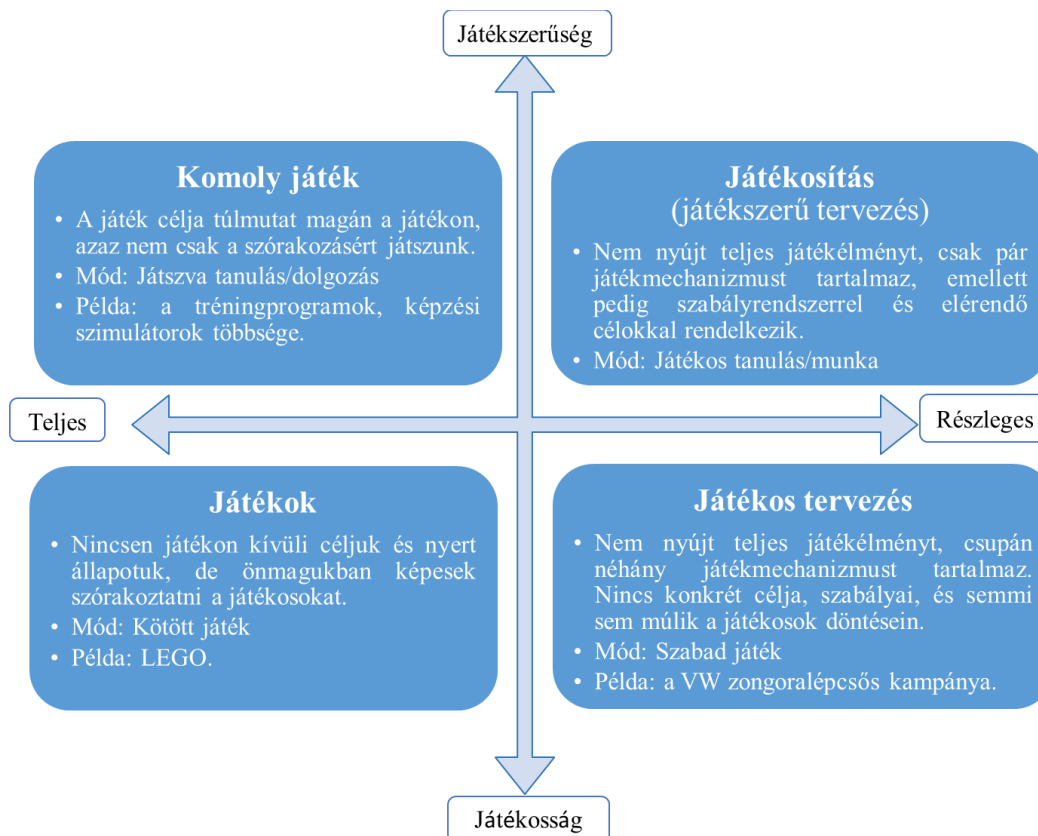 Játékszerűség
Komoly játék
• A játék célja túlmutat magán a játékon,
azaz nem csak a szórakozásért játszunk.
• Mód: Játszva tanulás/dolgozás
• Példa: a tréningprogramok, képzési
szimulátorok többsége.
Játékosítás
(játékszerű tervezés)
• Nem nyújt teljes játékélményt, csak pár
játékmechanizmust tartalmaz, emellett
pedig szabályrendszerrel és elérendő
célokkal rendelkezik.
• Mód: Játékos tanulás/munka
Teljes
Részleges
Játékok
• Nincsen játékon kívüli céljuk és nyert
állapotuk, de önmagukban képesek
szórakoztatni a játékosokat.
• Mód: Kötött játék
• Példa: LEGO.
Játékos tervezés
• Nem nyújt teljes játékélményt, csupán
néhány játékmechanizmust tartalmaz.
Nincs konkrét célja, szabályai, és semmi
sem múlik a játékosok döntésein.
• Mód: Szabad játék
• Példa: a VW zongoralépcsős kampánya.
Játékosság